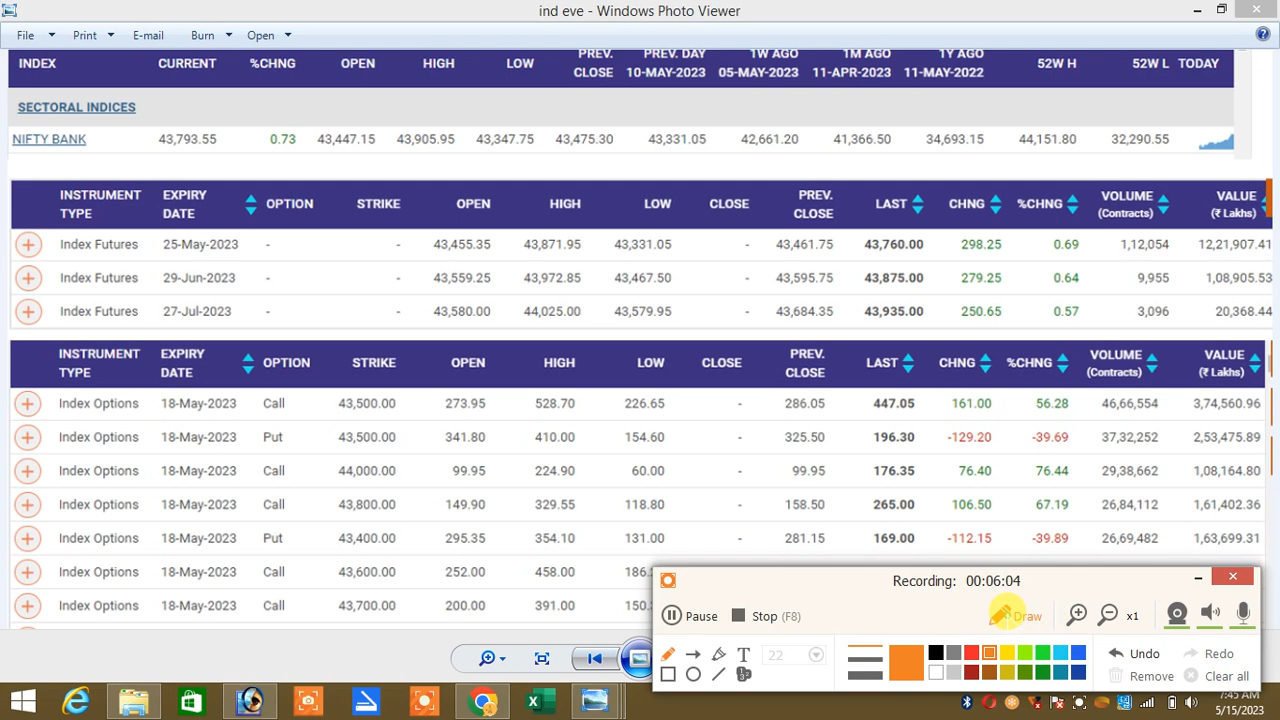 ind eve - Windows Photo Viewer
File Print E-mail Burn Open
INDEX CURRENT %CHNG OPEN HIGH LOW PREV. CLOSE PREV. DAY 10-MAY-2023 1W AGO 05-MAY-2023 1M AGO 11-APR-2023 1Y AGO 11-MAY-2022 52W H 52W L TODAY
SECTORAL INDICES
NIFTY BANK 43,793.55 0.73 43,447.15 43,905.95 43,347.75 43,475.30 43,331.05 42,661.20 41,366.50 34,693.15 44,151.80 32,290.55
INSTRUMENT TYPE EXPIRY DATE OPTION STRIKE OPEN HIGH LOW CLOSE PREV. CLOSE LAST CHNG %CHNG VOLUME (Contracts) VALUE (₹ Lakhs)
Index Futures 25-May-2023 - - 43,455.35 43,871.95 43,331.05 - 43,461.75 43,760.00 298.25 0.69 1,12,054 12,21,907.41
Index Futures 29-Jun-2023 - - 43,559.25 43,972.85 43,467.50 - 43,595.75 43,875.00 279.25 0.64 9,955 1,08,905.53
Index Futures 27-Jul-2023 - - 43,580.00 44,025.00 43,579.95 - 43,684.35 43,935.00 250.65 0.57 3,096 20,368.44
INSTRUMENT TYPE EXPIRY DATE OPTION STRIKE OPEN HIGH LOW CLOSE PREV. CLOSE LAST CHNG %CHNG VOLUME (Contracts) VALUE (₹ Lakhs)
Index Options 18-May-2023 Call 43,500.00 273.95 528.70 226.65 - 286.05 447.05 161.00 56.28 46,66,554 3,74,560.96
Index Options 18-May-2023 Put 43,500.00 341.80 410.00 154.60 - 325.50 196.30 -129.20 -39.69 37,32,252 2,53,475.89
Index Options 18-May-2023 Call 44,000.00 99.95 224.90 60.00 - 99.95 176.35 76.40 76.44 29,38,662 1,08,164.80
Index Options 18-May-2023 Call 43,800.00 149.90 329.55 118.80 - 158.50 265.00 106.50 67.19 26,84,112 1,61,402.36
Index Options 18-May-2023 Put 43,400.00 295.35 354.10 131.00 - 281.15 169.00 -112.15 -39.89 26,69,482 1,63,699.31
Index Options 18-May-2023 Call 43,600.00 252.00 458.00 186.
Index Options 18-May-2023 Call 43,700.00 200.00 391.00 150.
Recording: 00:06:04
Pause Stop (F8) Draw x1
T 22 Undo Redo
Remove Clear all
7:45 AM
5/15/2023